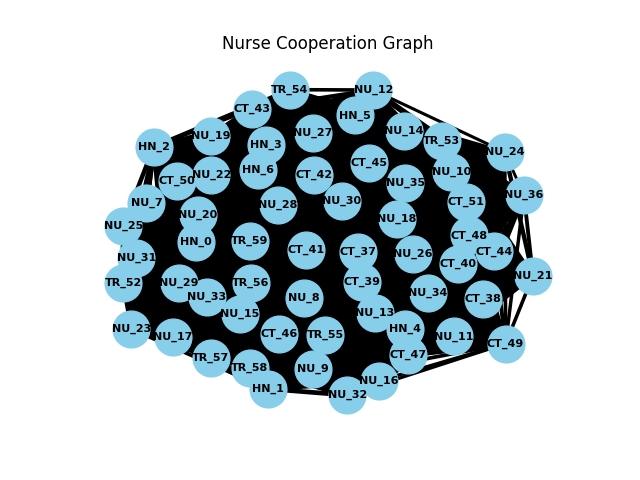 Nurse Cooperation Graph
TR_54
NU_12
CT_43
HN_5
NU_19
NU_27
NU_14
TR_53
HN_2
HN_3
NU_24
CT_45
HN_6
NU_10
CT_50
NU_22
CT_42
NU_35
NU_36
NU_7
NU_28
NU_30
CT_51
NU_20
NU_18
NU_25
CT_48
HN_0
TR_59
CT_41
CT_37
NU_26
CT_44
NU_31
CT_40
NU_21
TR_52
NU_29
TR_56
CT_39
NU_33
NU_8
NU_34
CT_38
NU_15
NU_13
NU_23
NU_17
CT_46
TR_55
HN_4
NU_11
CT_49
TR_57
CT_47
TR_58
NU_9
NU_16
HN_1
NU_32